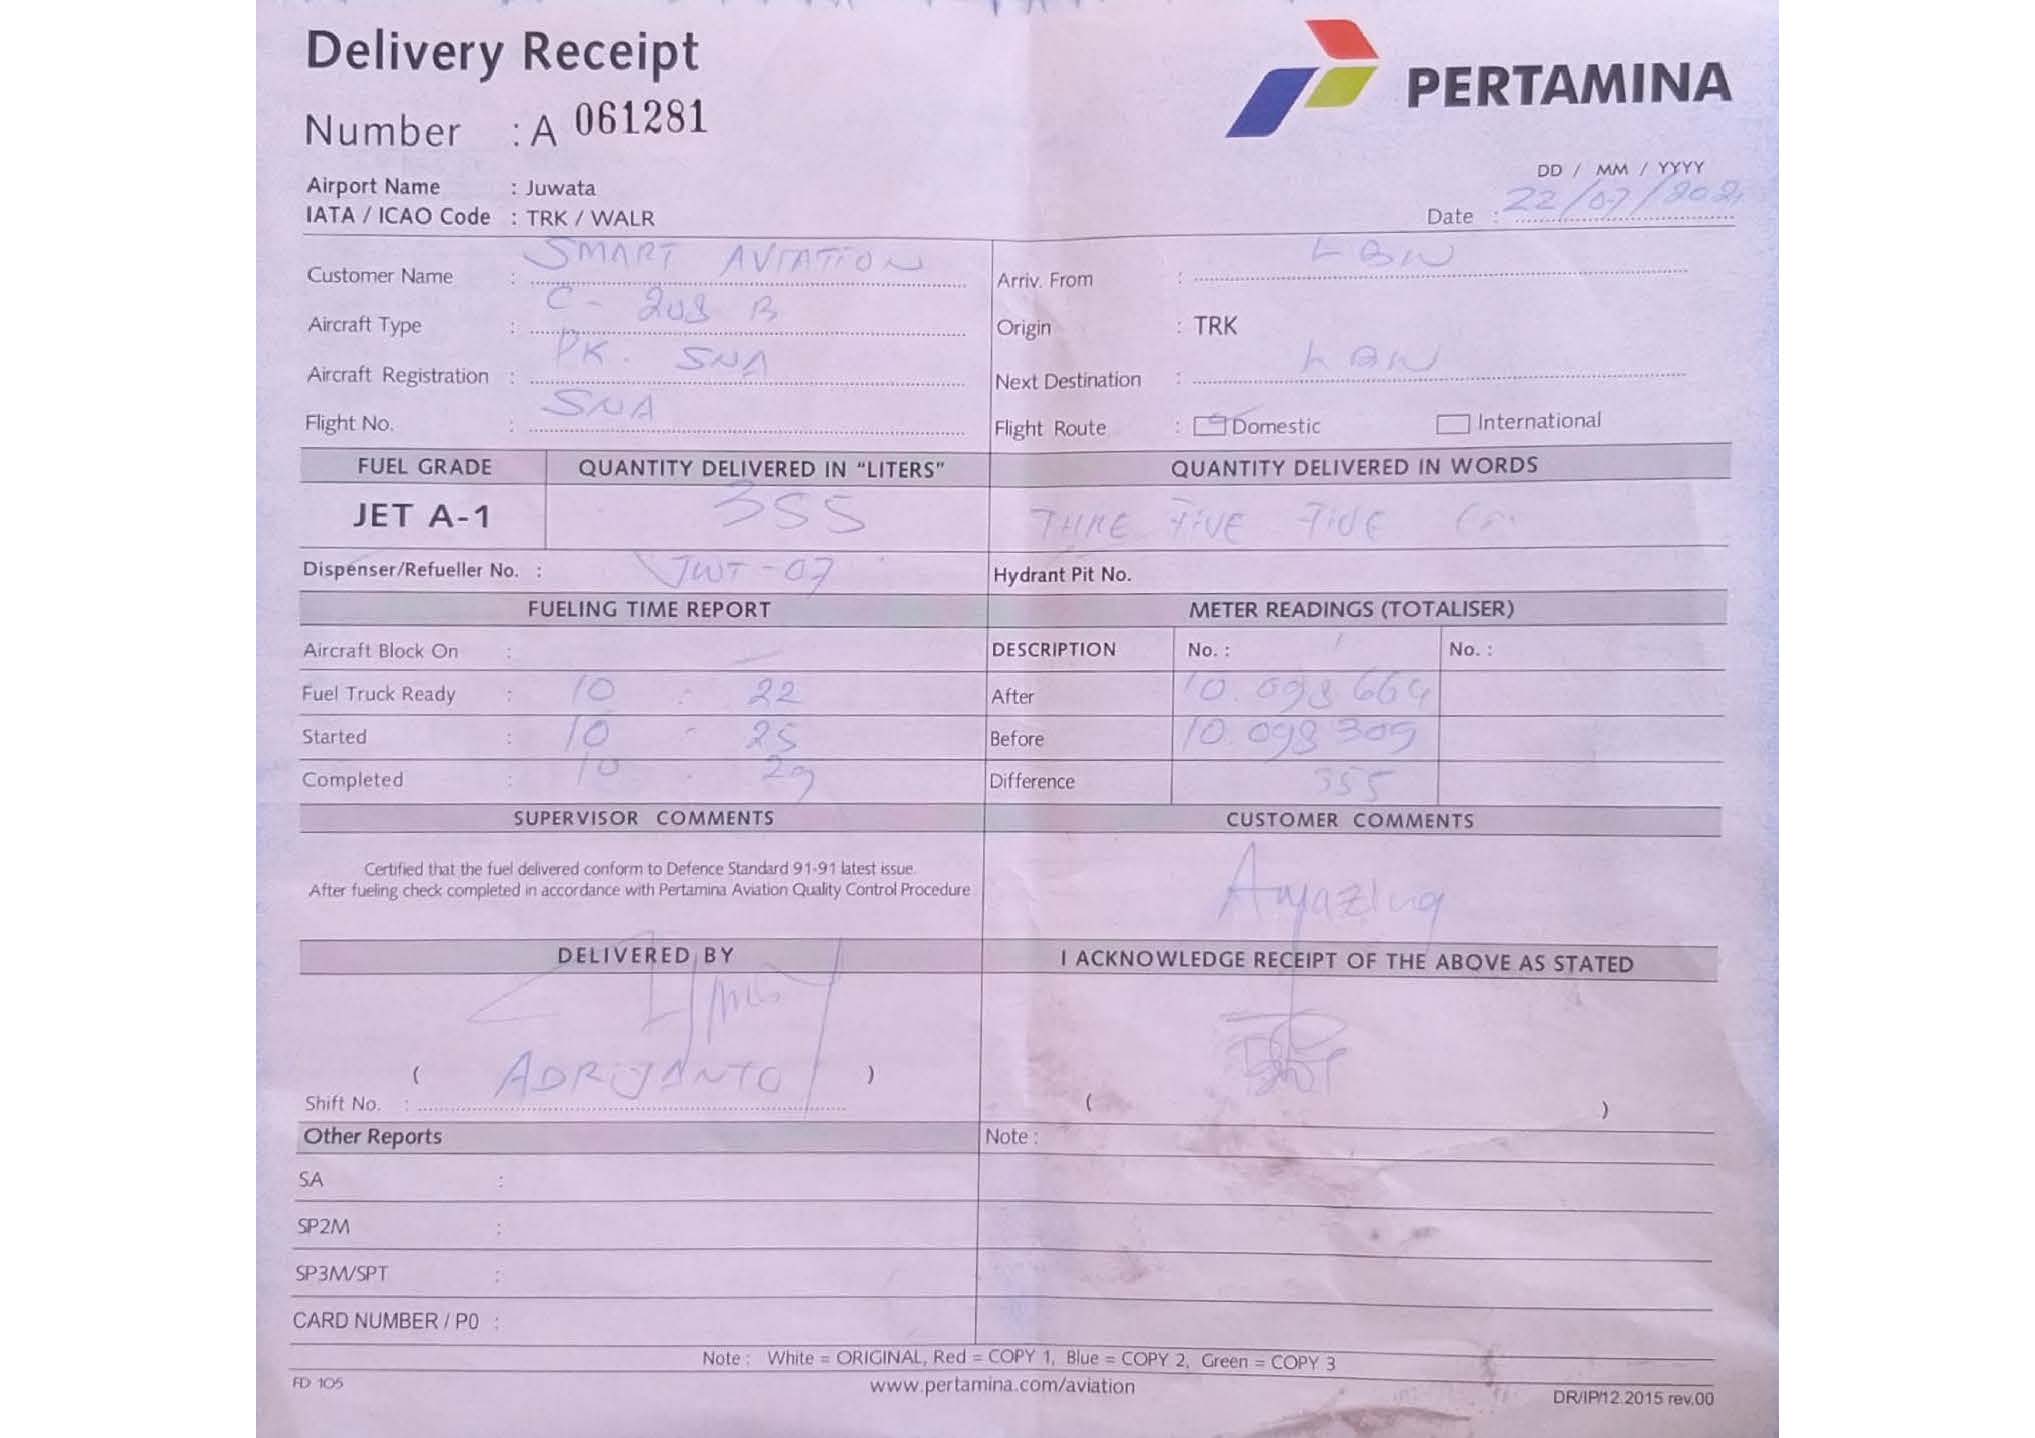 Delivery Receipt
PERTAMINA
Number : A 061281
Airport Name : Juwata
IATA / ICAO Code : TRK / WALR
DD / MM / YYYY
Date : 22/07/2021
Customer Name : SMART AVIATION
Arriv. From : LBW
Aircraft Type : C - 208 B
Origin : TRK
Aircraft Registration : PK. SNA
Next Destination : LBW
Flight No. : SNA
Flight Route : Domestic International
FUEL GRADE QUANTITY DELIVERED IN "LITERS" QUANTITY DELIVERED IN WORDS
JET A-1 355 THRE FIVE FIVE
Dispenser/Refueller No. : JWT-07 Hydrant Pit No.
FUELING TIME REPORT METER READINGS (TOTALISER)
Aircraft Block On : — DESCRIPTION No. : 1 No. :
Fuel Truck Ready : 10 : 22 After 10.098 664
Started : 10 - 25 Before 10.098 309
Completed : 10 . 29 Difference 355
SUPERVISOR COMMENTS CUSTOMER COMMENTS
Certified that the fuel delivered conform to Defence Standard 91-91 latest issue.
After fueling check completed in accordance with Pertamina Aviation Quality Control Procedure
Amazing
DELIVERED BY I ACKNOWLEDGE RECEIPT OF THE ABOVE AS STATED
( ADRIJANTO )
Shift No. : ( )
Other Reports Note :
SA :
SP2M :
SP3M/SPT :
CARD NUMBER / P0 :
Note : White = ORIGINAL, Red = COPY 1, Blue = COPY 2, Green = COPY 3
FD 105 www.pertamina.com/aviation DR/IP/12.2015 rev.00